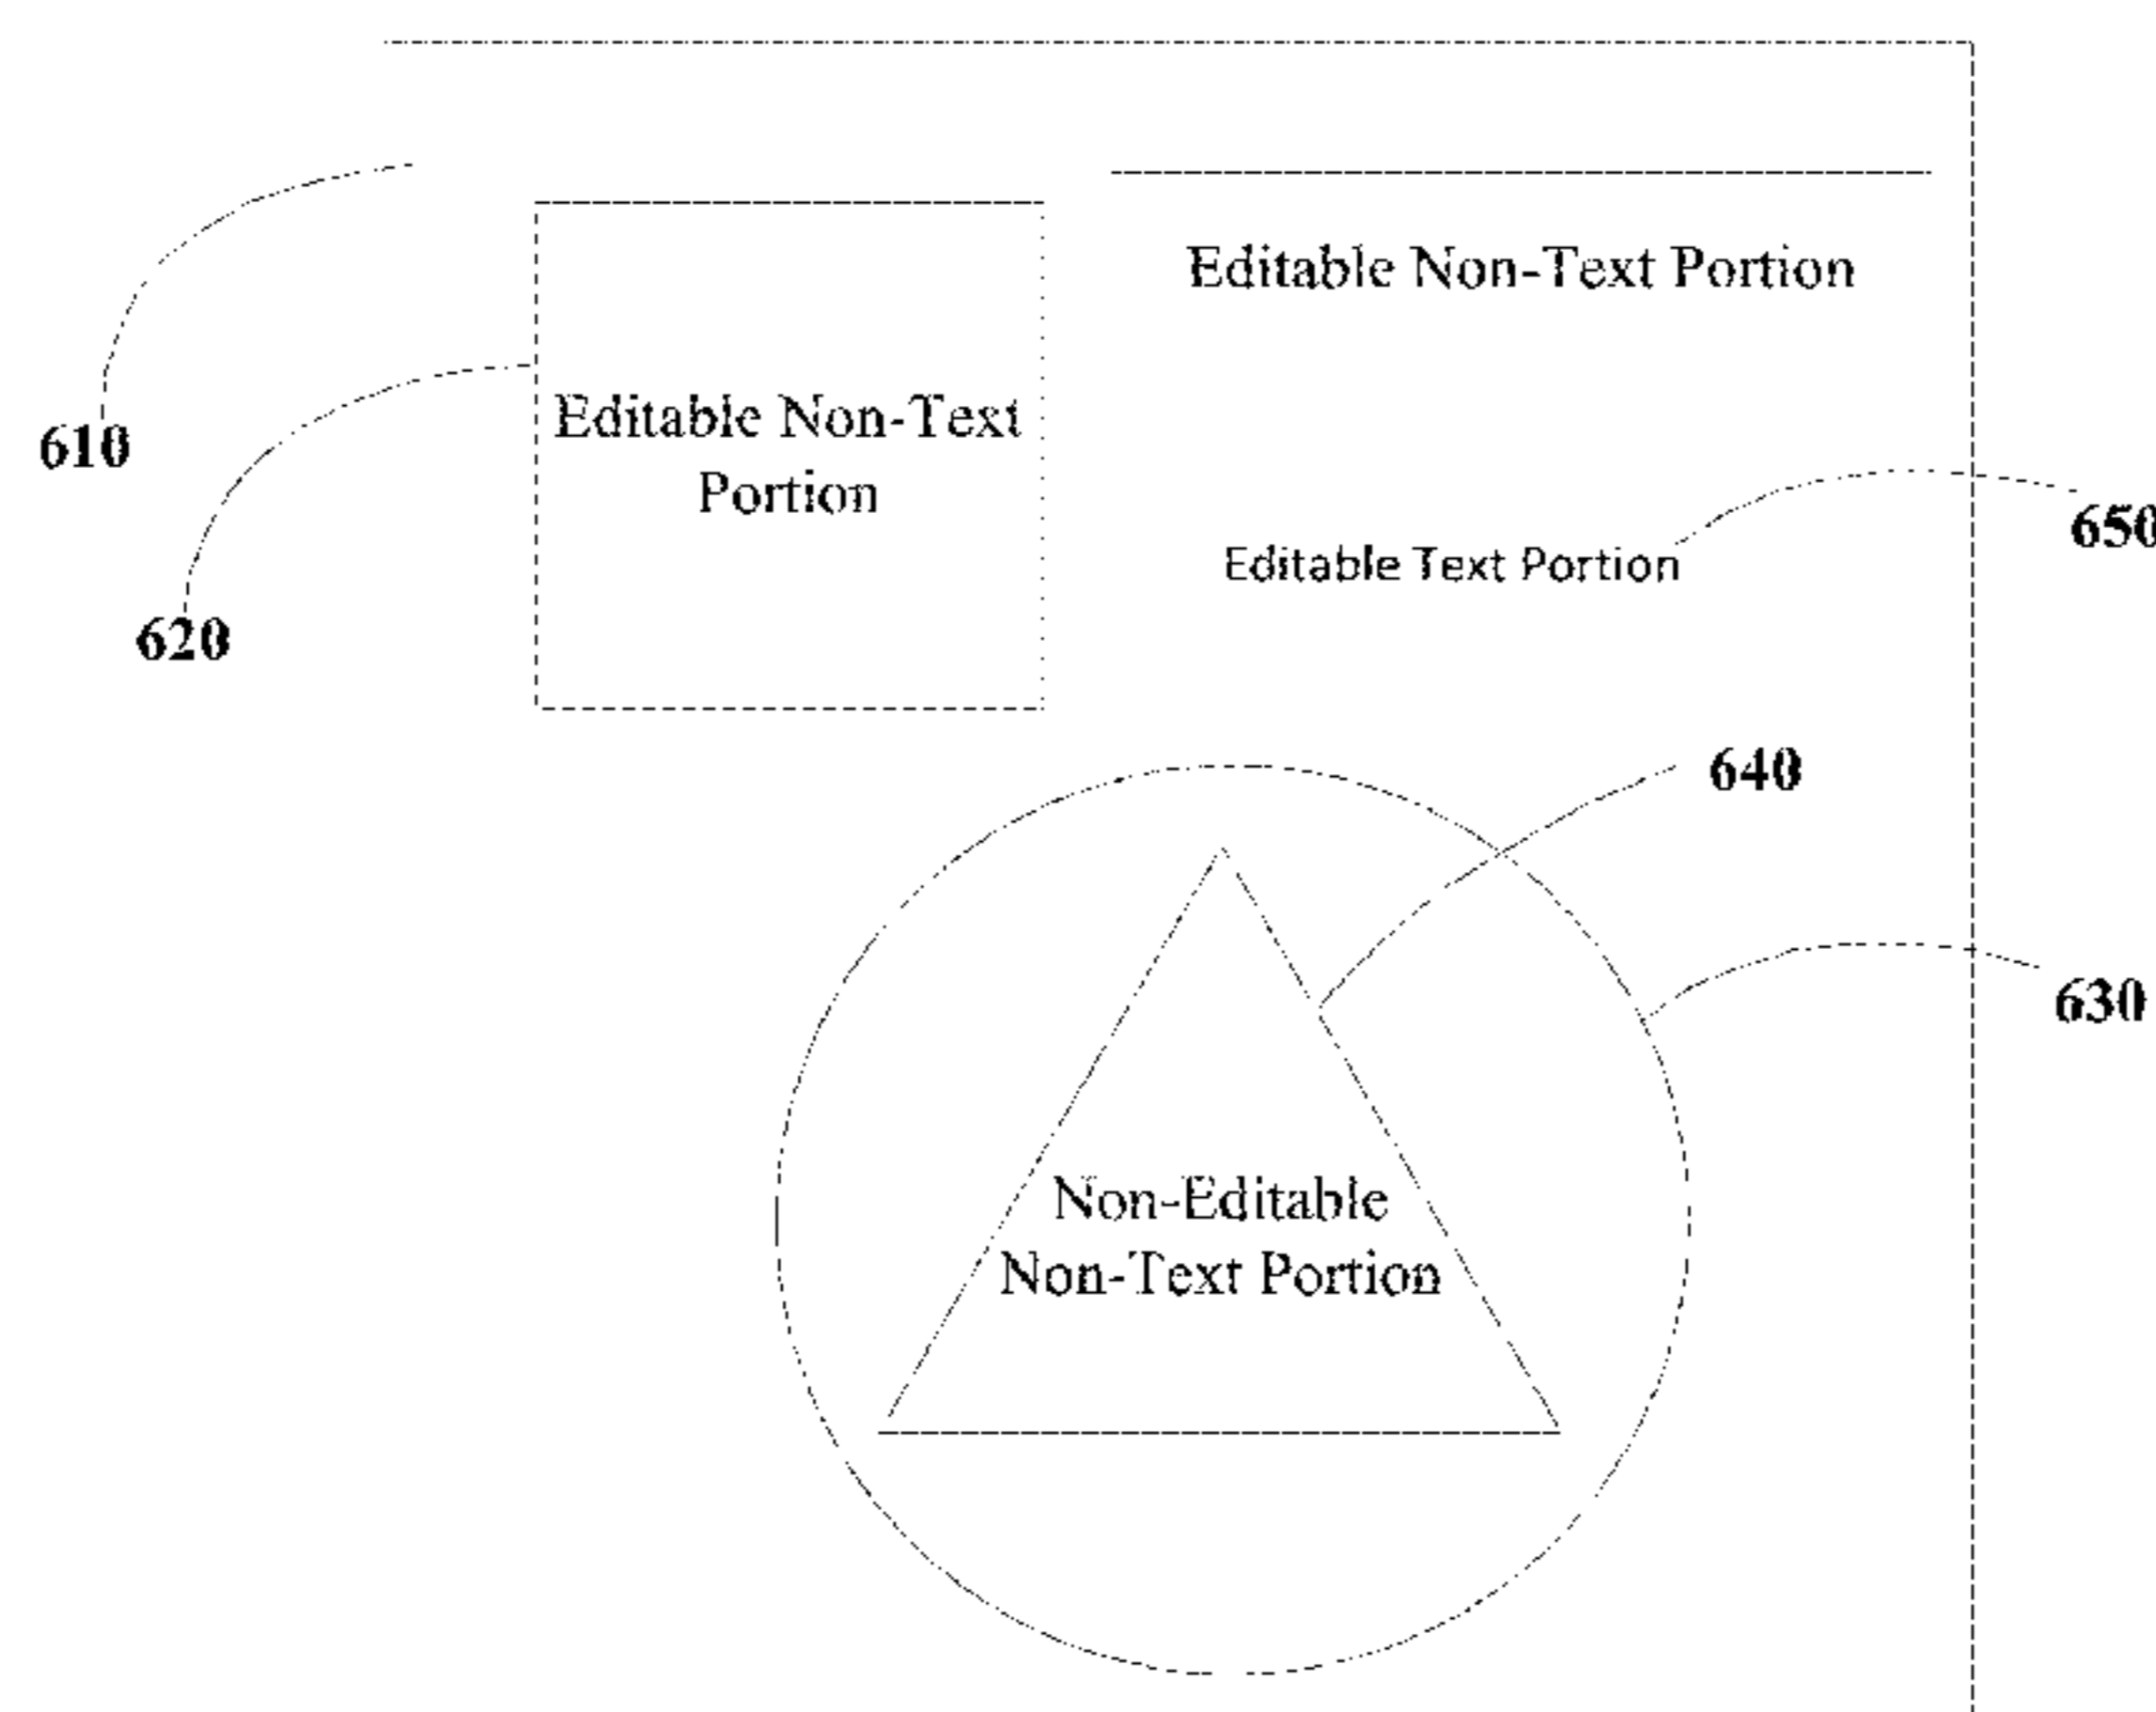 Editable Non-Text Portion
Editable Non-Text
Portion
610
650
Editable Text Portion
620
640
630
Non-Editable
Non-Text Portion